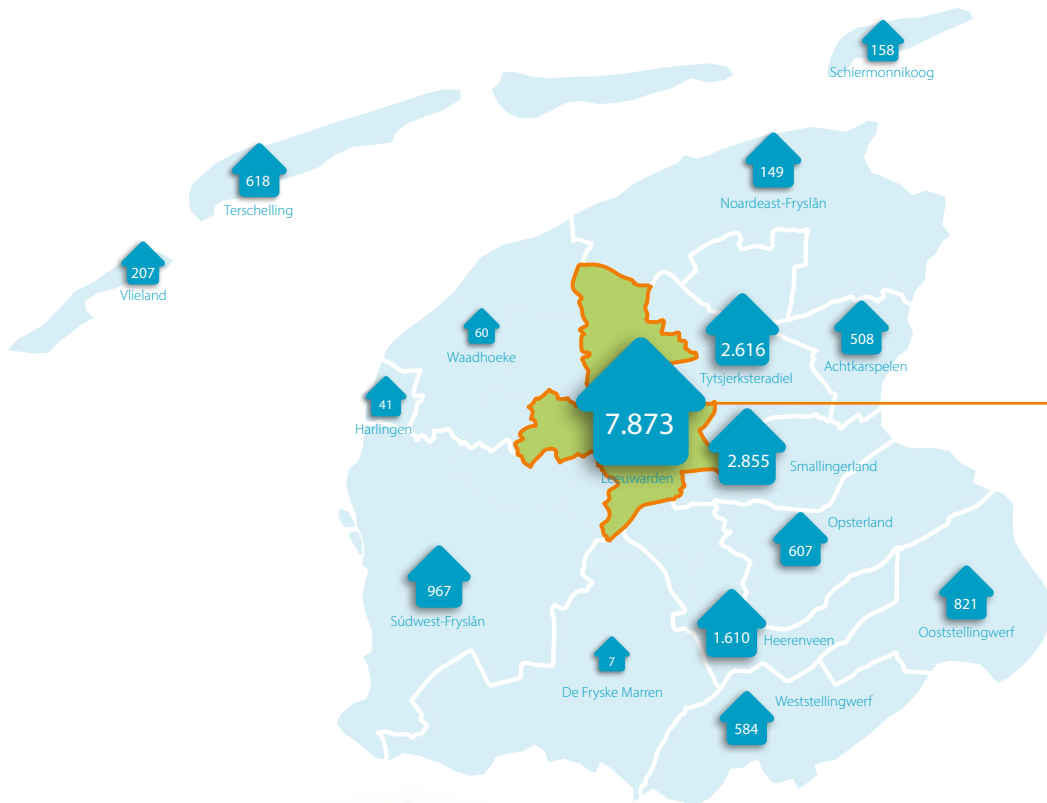 158
Schiermonnikoog
149
Noardeast-Fryslân
618
Terschelling
207
Vlieland
60
Waadhoeke
2.616
Tytsjerksteradiel
508
Achtkarspelen
41
Harlingen
7.873
Leeuwarden
2.855
Smallingerland
Opsterland
607
967
Súdwest-Fryslân
821
Ooststellingwerf
1.610
Heerenveen
7
De Fryske Marren
Weststellingwerf
584